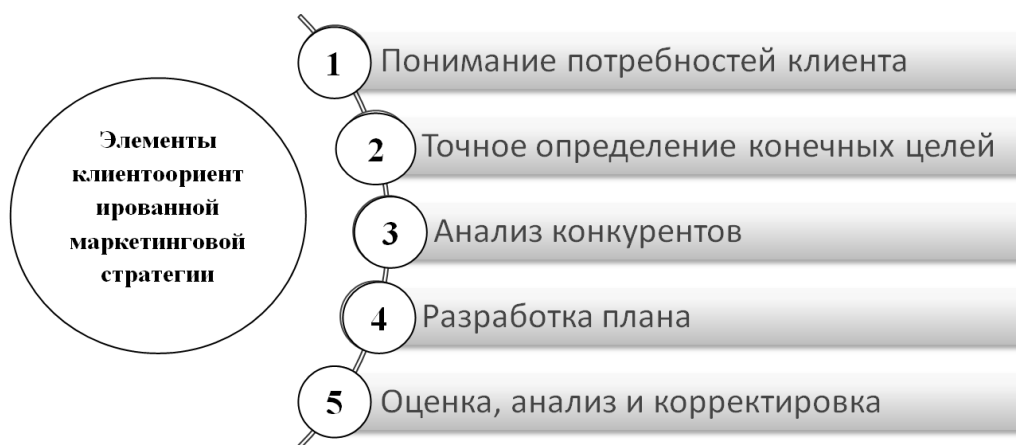 Элементы
клиентоориент
ированной
маркетинговой
стратегии
1 Понимание потребностей клиента
2 Точное определение конечных целей
3 Анализ конкурентов
4 Разработка плана
5 Оценка, анализ и корректировка